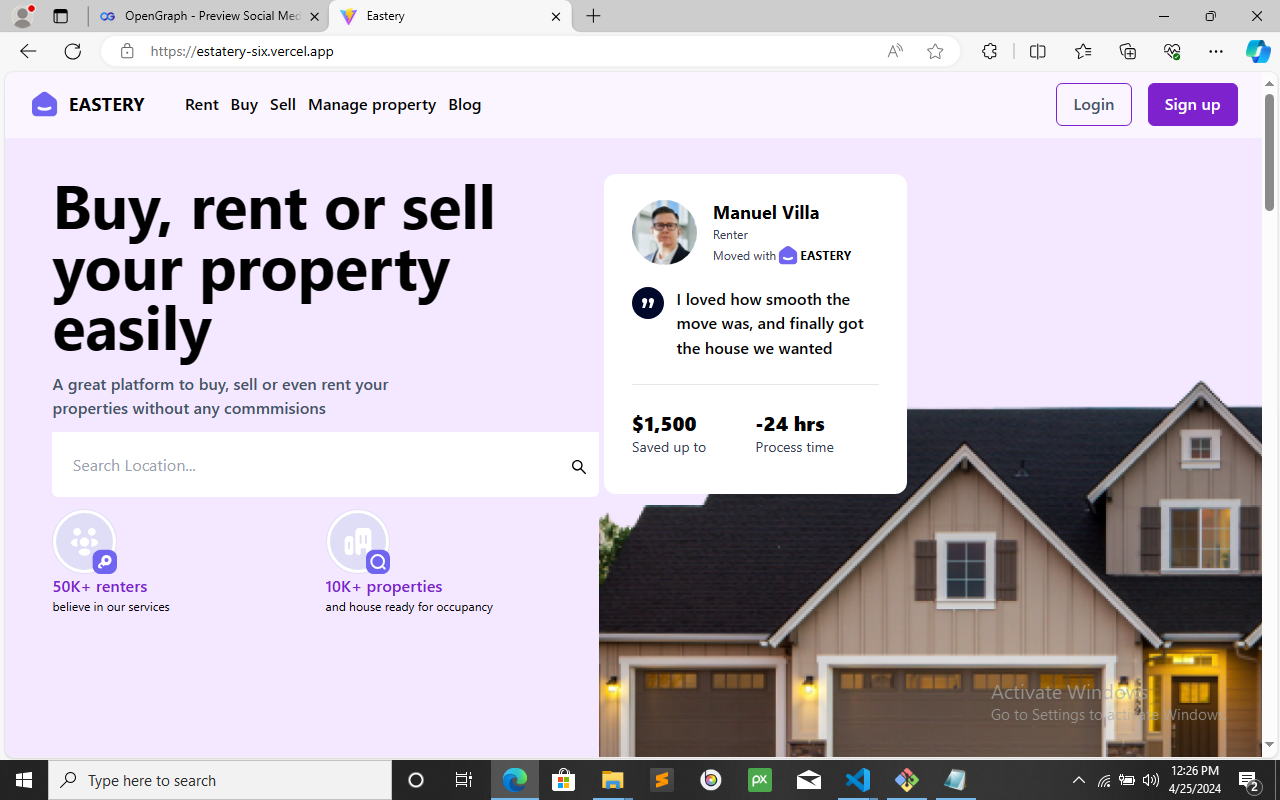 OpenGraph - Preview Social Med
Eastery
https://estatery-six.vercel.app
EASTERY
Rent Buy Sell Manage property Blog
Login
Sign up
Buy, rent or sell
your property
easily
A great platform to buy, sell or even rent your
properties without any commmisions
Search Location...
50K+ renters
believe in our services
10K+ properties
and house ready for occupancy
Manuel Villa
Renter
Moved with EASTERY
I loved how smooth the
move was, and finally got
the house we wanted
$1,500
Saved up to
-24 hrs
Process time
Activate Windows
Go to Settings to activate Windows.
Type here to search
px
12:26 PM
4/25/2024
2